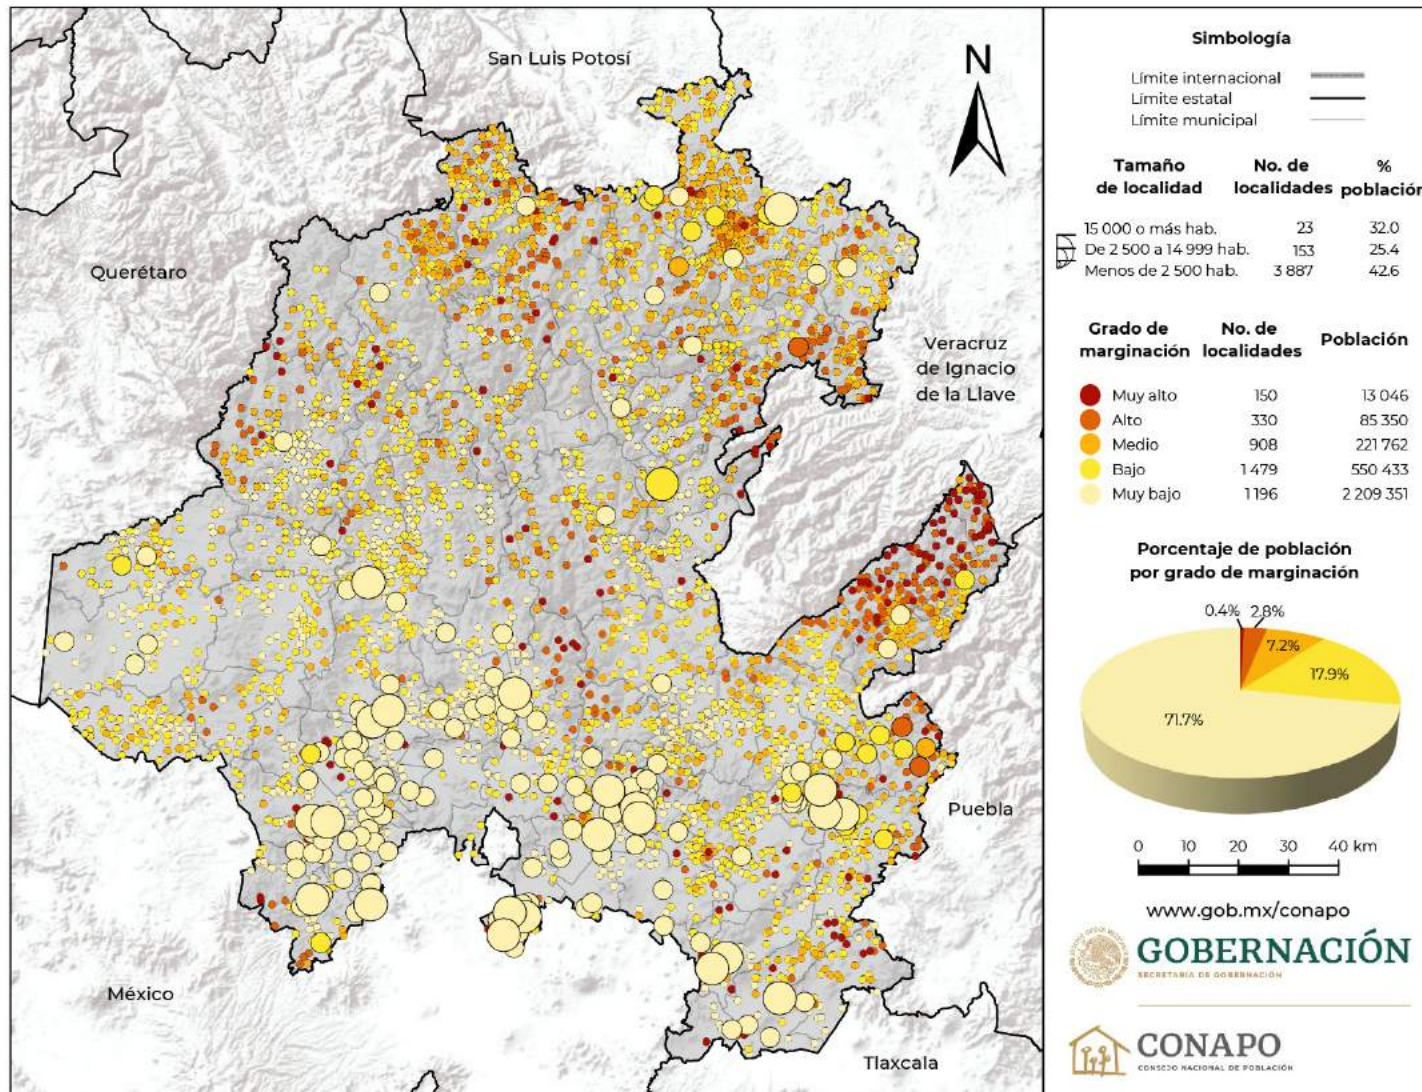 San Luis Potosí
N
Querétaro
Veracruz
de Ignacio
de la Llave
Puebla
México
Tlaxcala
Simbología
Límite internacional
Límite estatal
Límite municipal
Tamaño No. de %
de localidad localidades población
15 000 o más hab. 23 32.0
De 2 500 a 14 999 hab. 153 25.4
Menos de 2 500 hab. 3 887 42.6
Grado de No. de Población
marginación localidades
Muy alto 150 13 046
Alto 330 85 350
Medio 908 221 762
Bajo 1 479 550 433
Muy bajo 1 196 2 209 351
Porcentaje de población
por grado de marginación
0.4% 2.8%
7.2%
17.9%
71.7%
0 10 20 30 40 km
www.gob.mx/conapo
GOBERNACIÓN
SECRETARÍA DE GOBERNACIÓN
CONAPO
CONSEJO NACIONAL DE POBLACIÓN